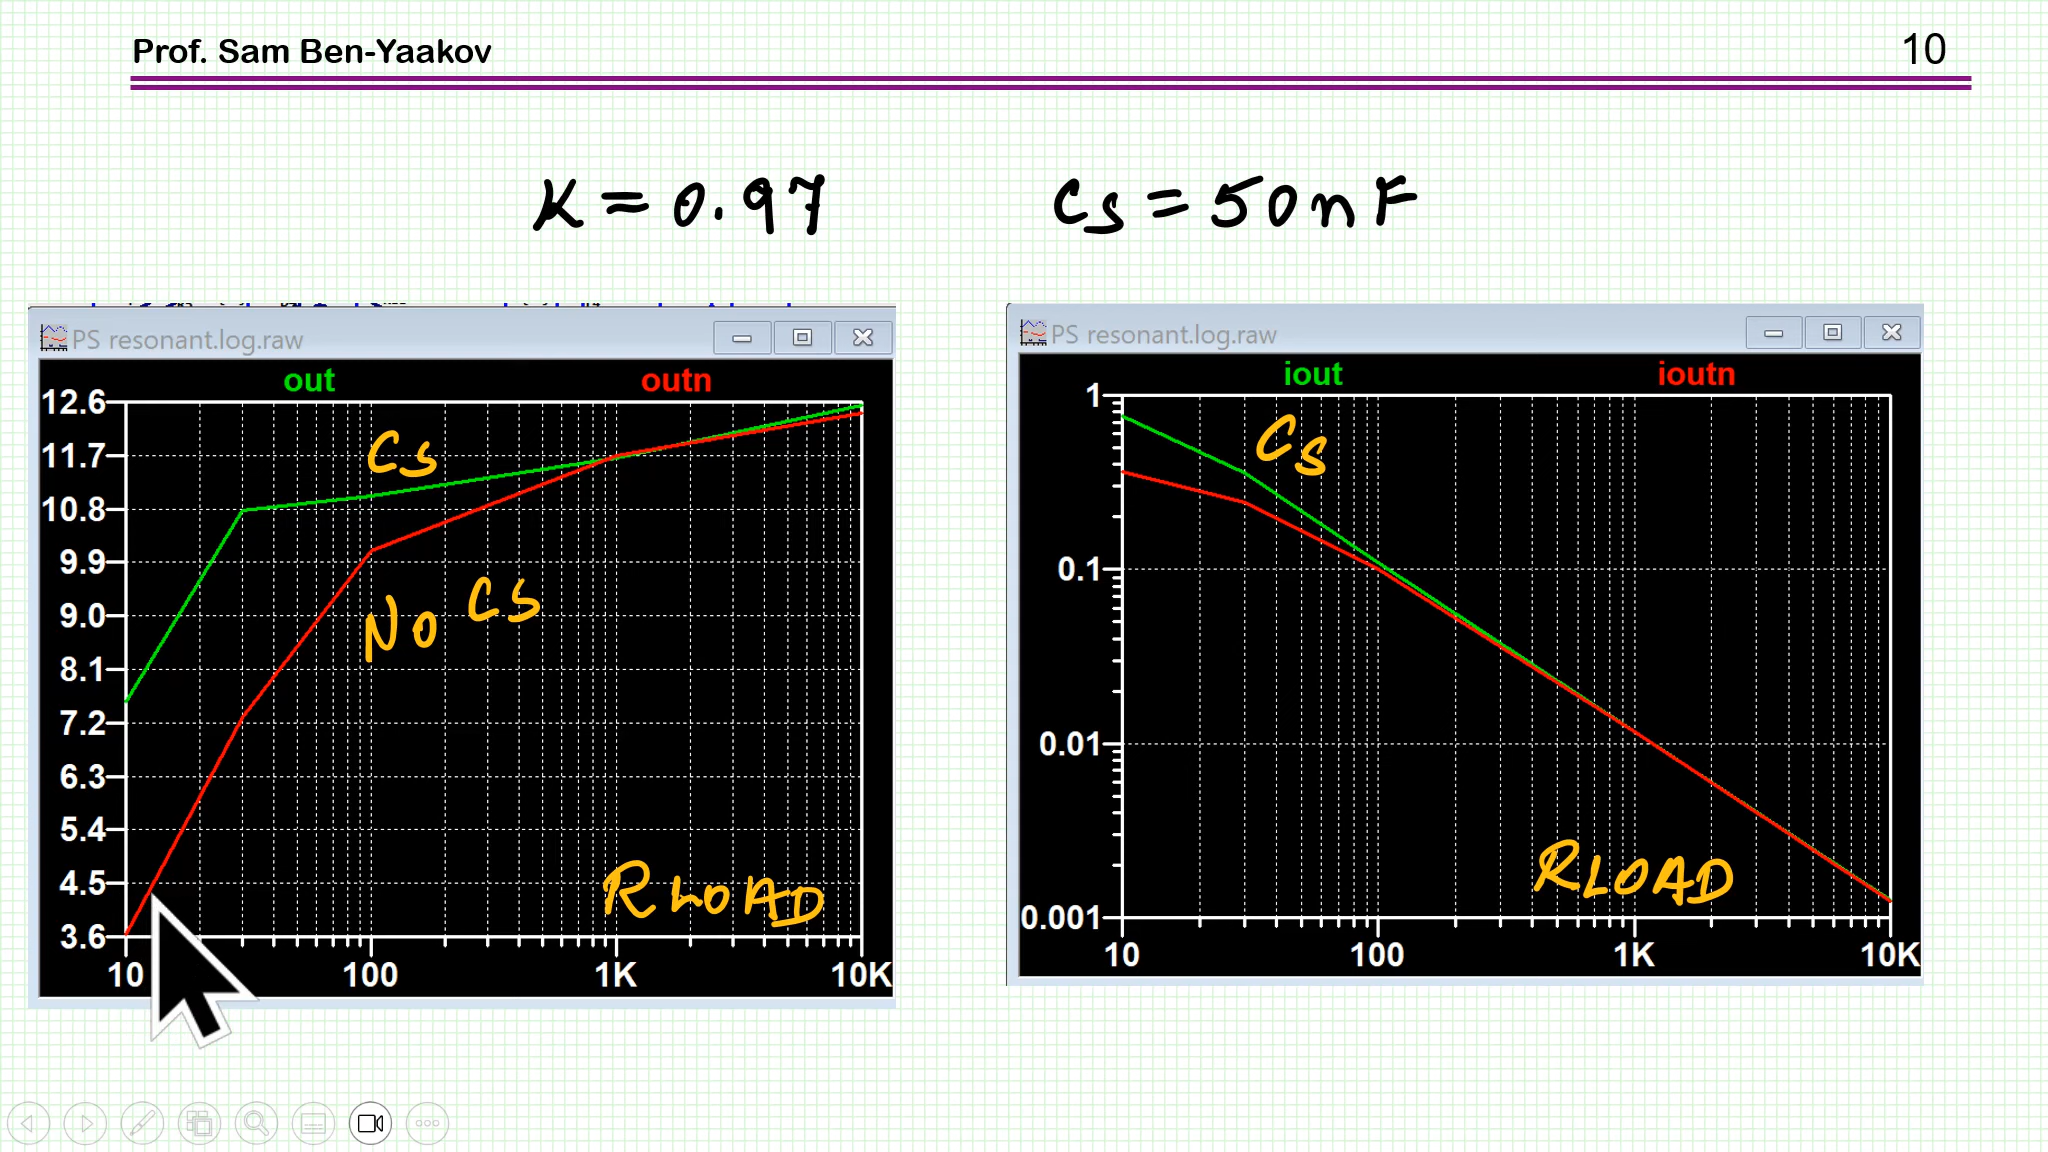 Prof. Sam Ben-Yaakov
10
K = 0.97
Cs = 50nF
PS resonant.log.raw
out
outn
12.6
11.7
10.8
9.9
9.0
8.1
7.2
6.3
5.4
4.5
3.6
Cs
No Cs
RLOAD
10
100
1K
10K
PS resonant.log.raw
iout
ioutn
1
0.1
0.01
0.001
Cs
RLOAD
10
100
1K
10K